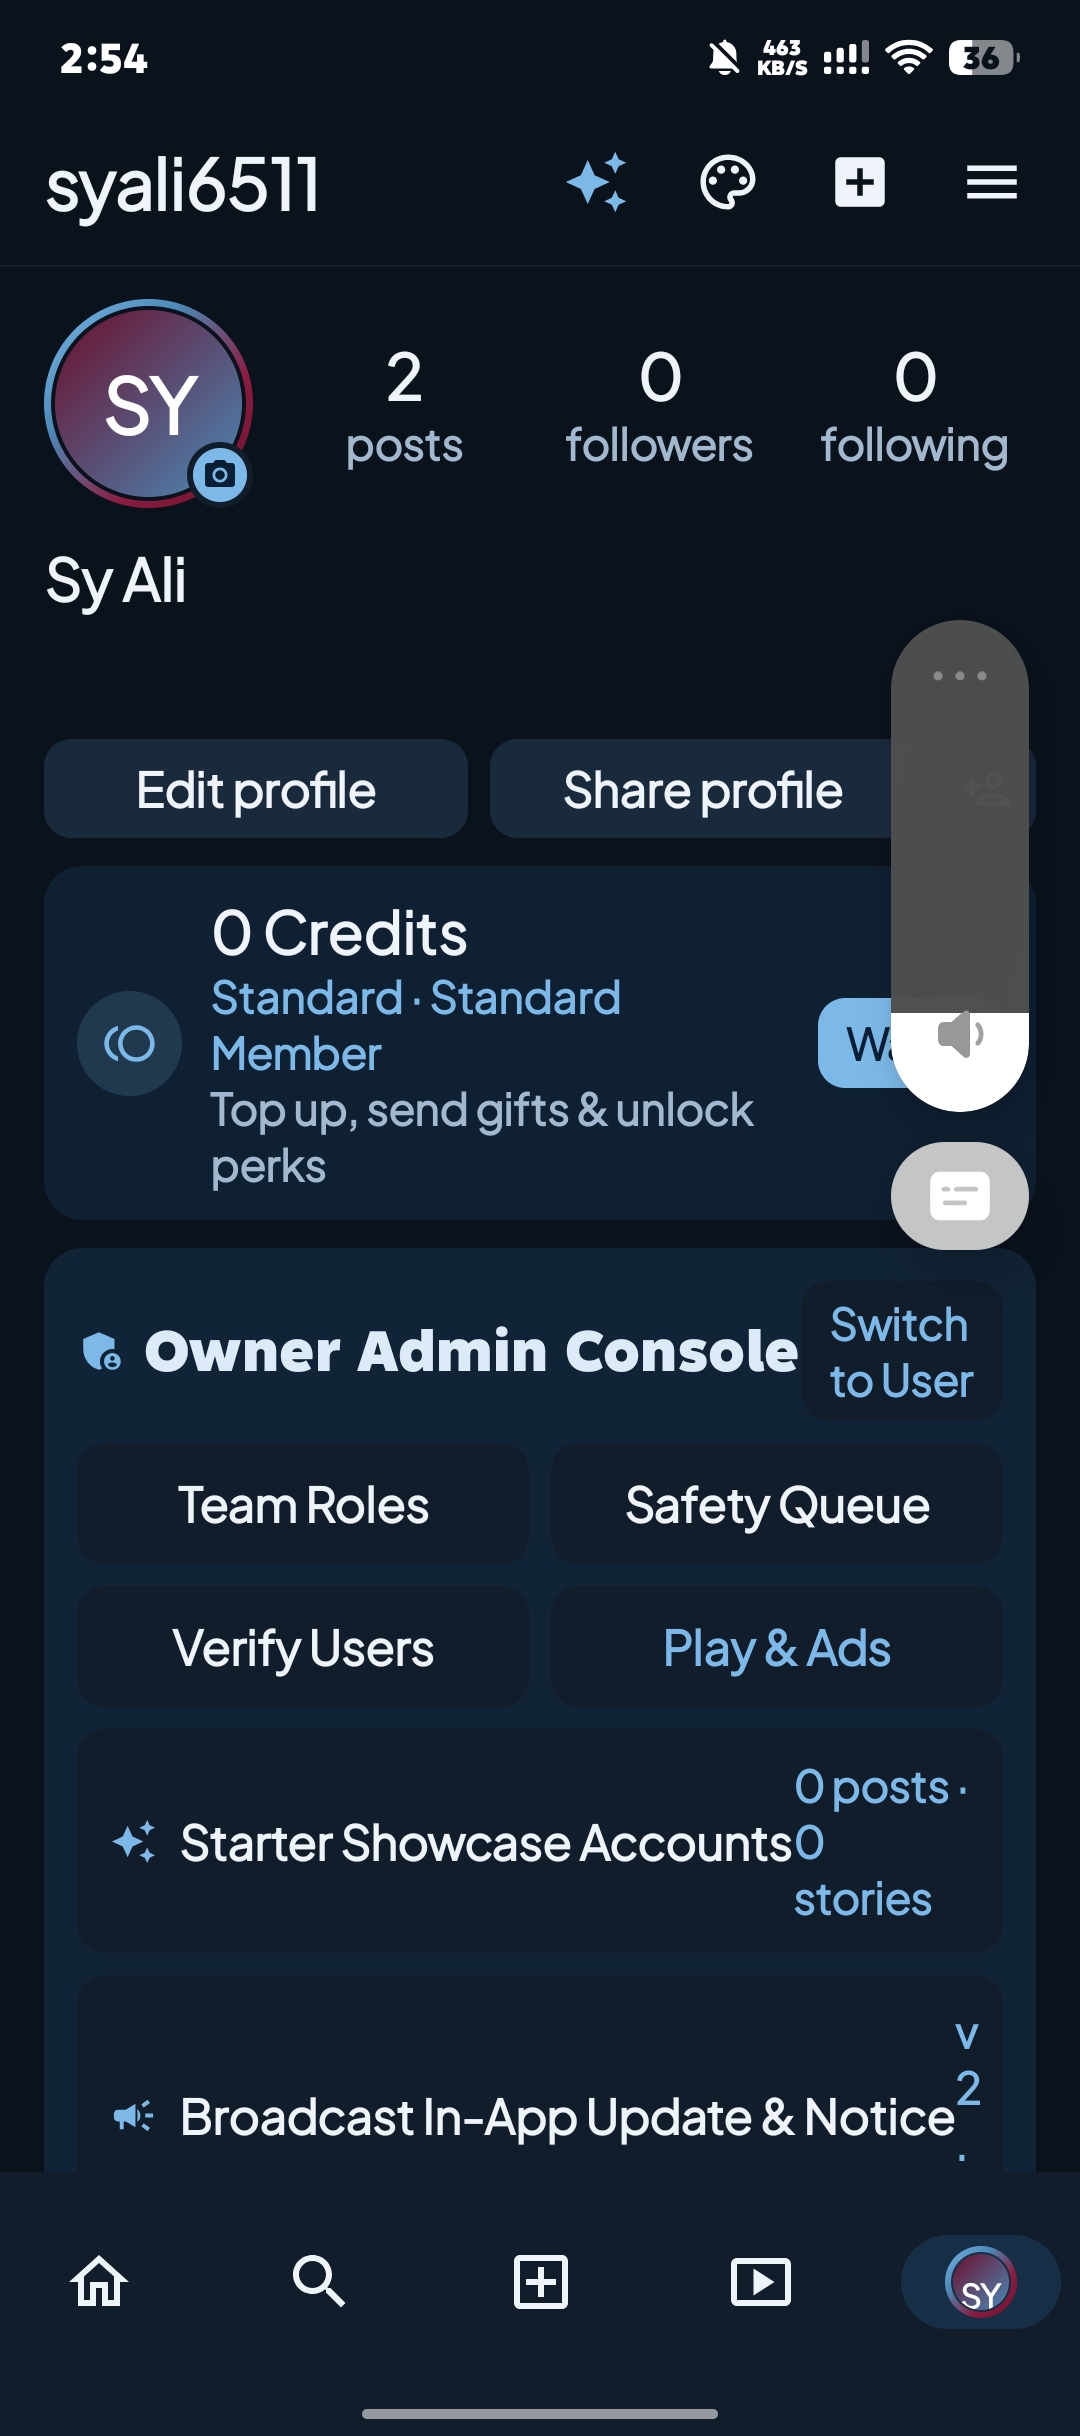 2:54
463
KB/S
36
syali6511
SY
2
posts
0
followers
0
following
Sy Ali
Edit profile
Share profile
0 Credits
Standard · Standard
Member
Top up, send gifts & unlock
perks
Owner Admin Console
Switch
to User
Team Roles
Safety Queue
Verify Users
Play & Ads
Starter Showcase Accounts
0 posts ·
0
stories
Broadcast In-App Update & Notice
v
2
.
SY